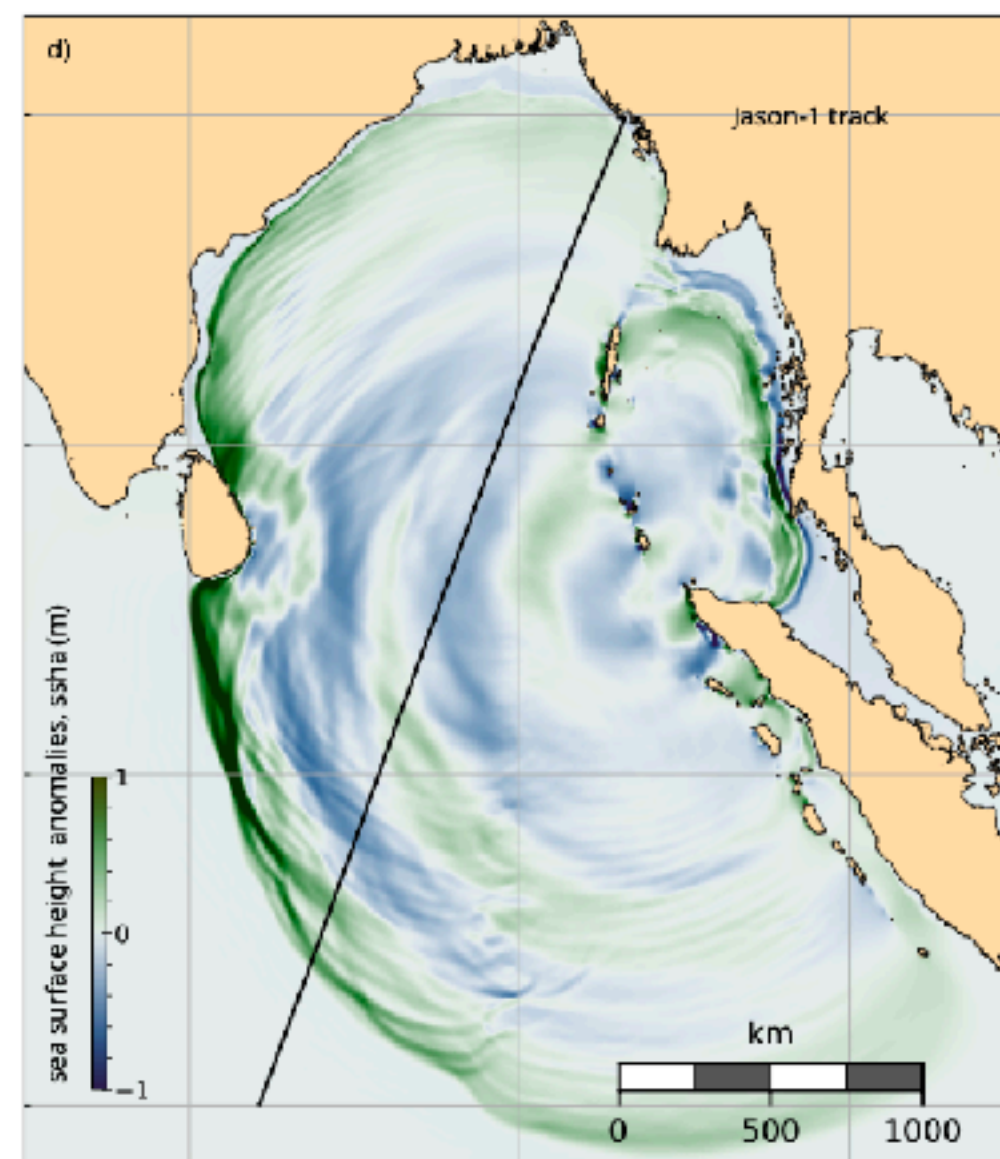 d)
Jason-1 track
sea surface height anomalies, ssha (m)
1
0
−1
km
0 500 1000